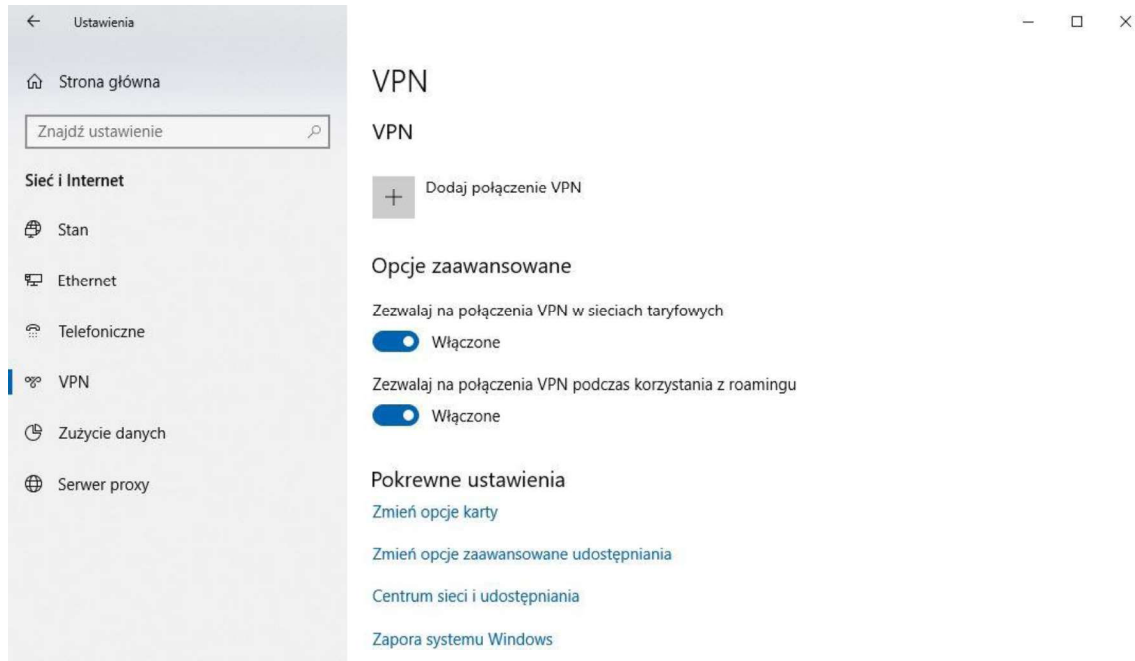 Ustawienia
Strona główna
Znajdź ustawienie
Sieć i Internet
Stan
Ethernet
Telefoniczne
VPN
Zużycie danych
Serwer proxy
VPN
VPN
Dodaj połączenie VPN
Opcje zaawansowane
Zezwalaj na połączenia VPN w sieciach taryfowych
Włączone
Zezwalaj na połączenia VPN podczas korzystania z roamingu
Włączone
Pokrewne ustawienia
Zmień opcje karty
Zmień opcje zaawansowane udostępniania
Centrum sieci i udostępniania
Zapora systemu Windows